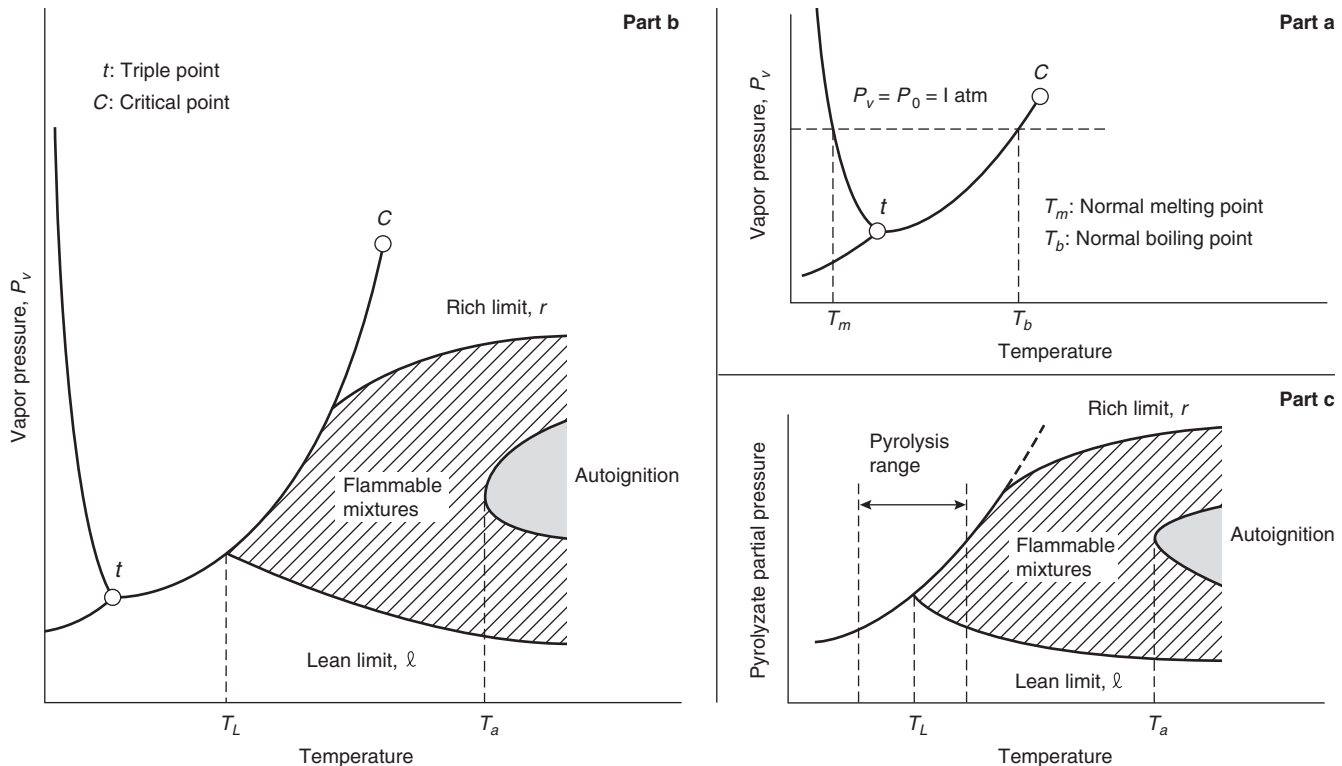 Part b
t: Triple point
C: Critical point
Vapor pressure, Pv
C
t
Rich limit, r
Flammable
mixtures
Autoignition
Lean limit, ℓ
TL
Ta
Temperature
Part a
Vapor pressure, Pv
Pv = P0 = l atm
C
t
Tm: Normal melting point
Tb: Normal boiling point
Tm
Tb
Temperature
Part c
Rich limit, r
Pyrolysis
range
Pyrolyzate partial pressure
Flammable
mixtures
Autoignition
Lean limit, ℓ
TL
Ta
Temperature